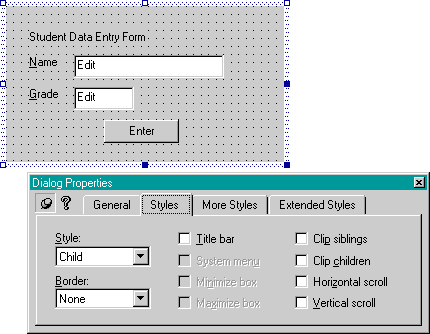 Student Data Entry Form
Name Edit
Grade Edit
Enter
Dialog Properties
? General Styles More Styles Extended Styles
Style:
Child
Border:
None
Title bar
System menu
Minimize box
Maximize box
Clip siblings
Clip children
Horizontal scroll
Vertical scroll